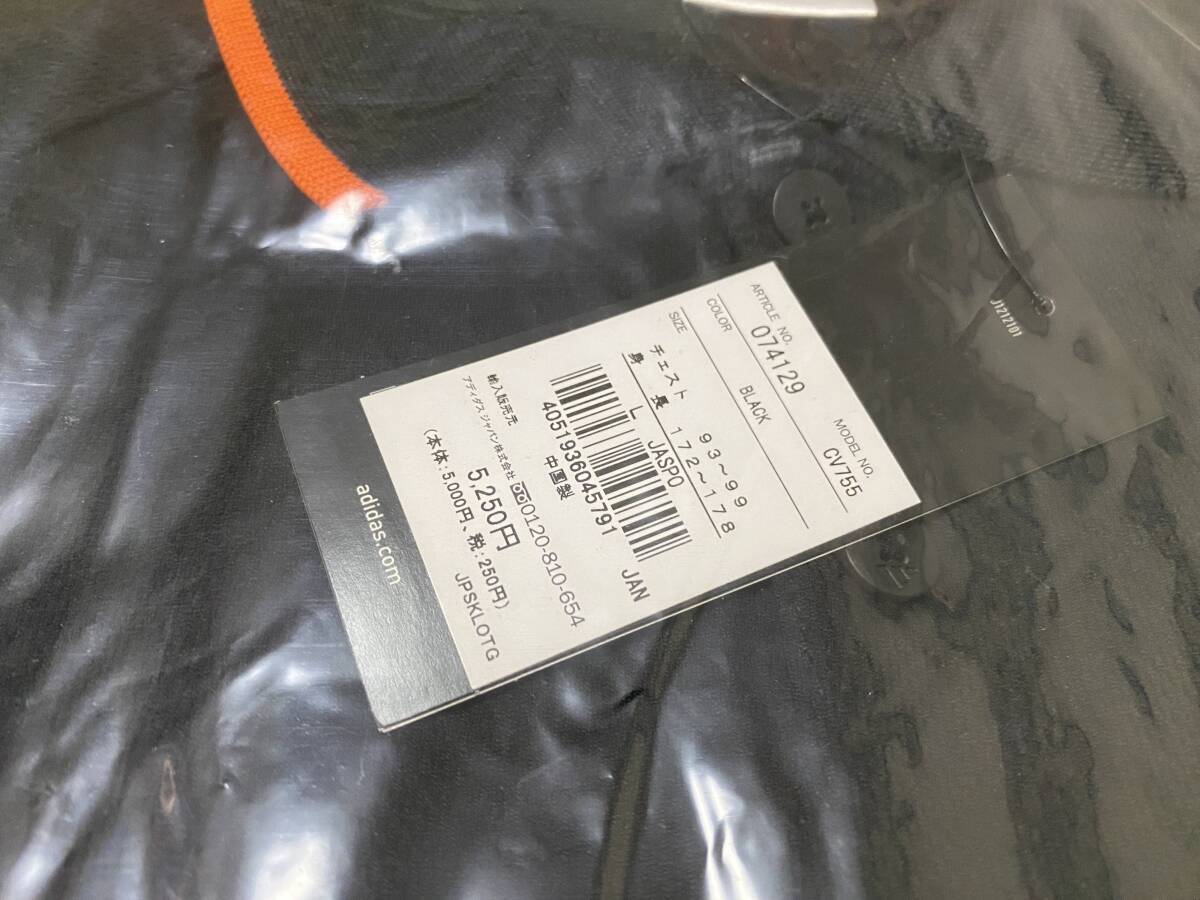 J1212101
ARTICLE NO. MODEL NO.
074129 CV755
COLOR
BLACK
SIZE
チェスト 93～99
身 長 172～178
L JASPO
JAN
4051936045791
中国製
輸入販売元
アディダス ジャパン株式会社 0120-810-654
5,250円
(本体:5,000円、税:250円)
JPSKLOTG
adidas.com